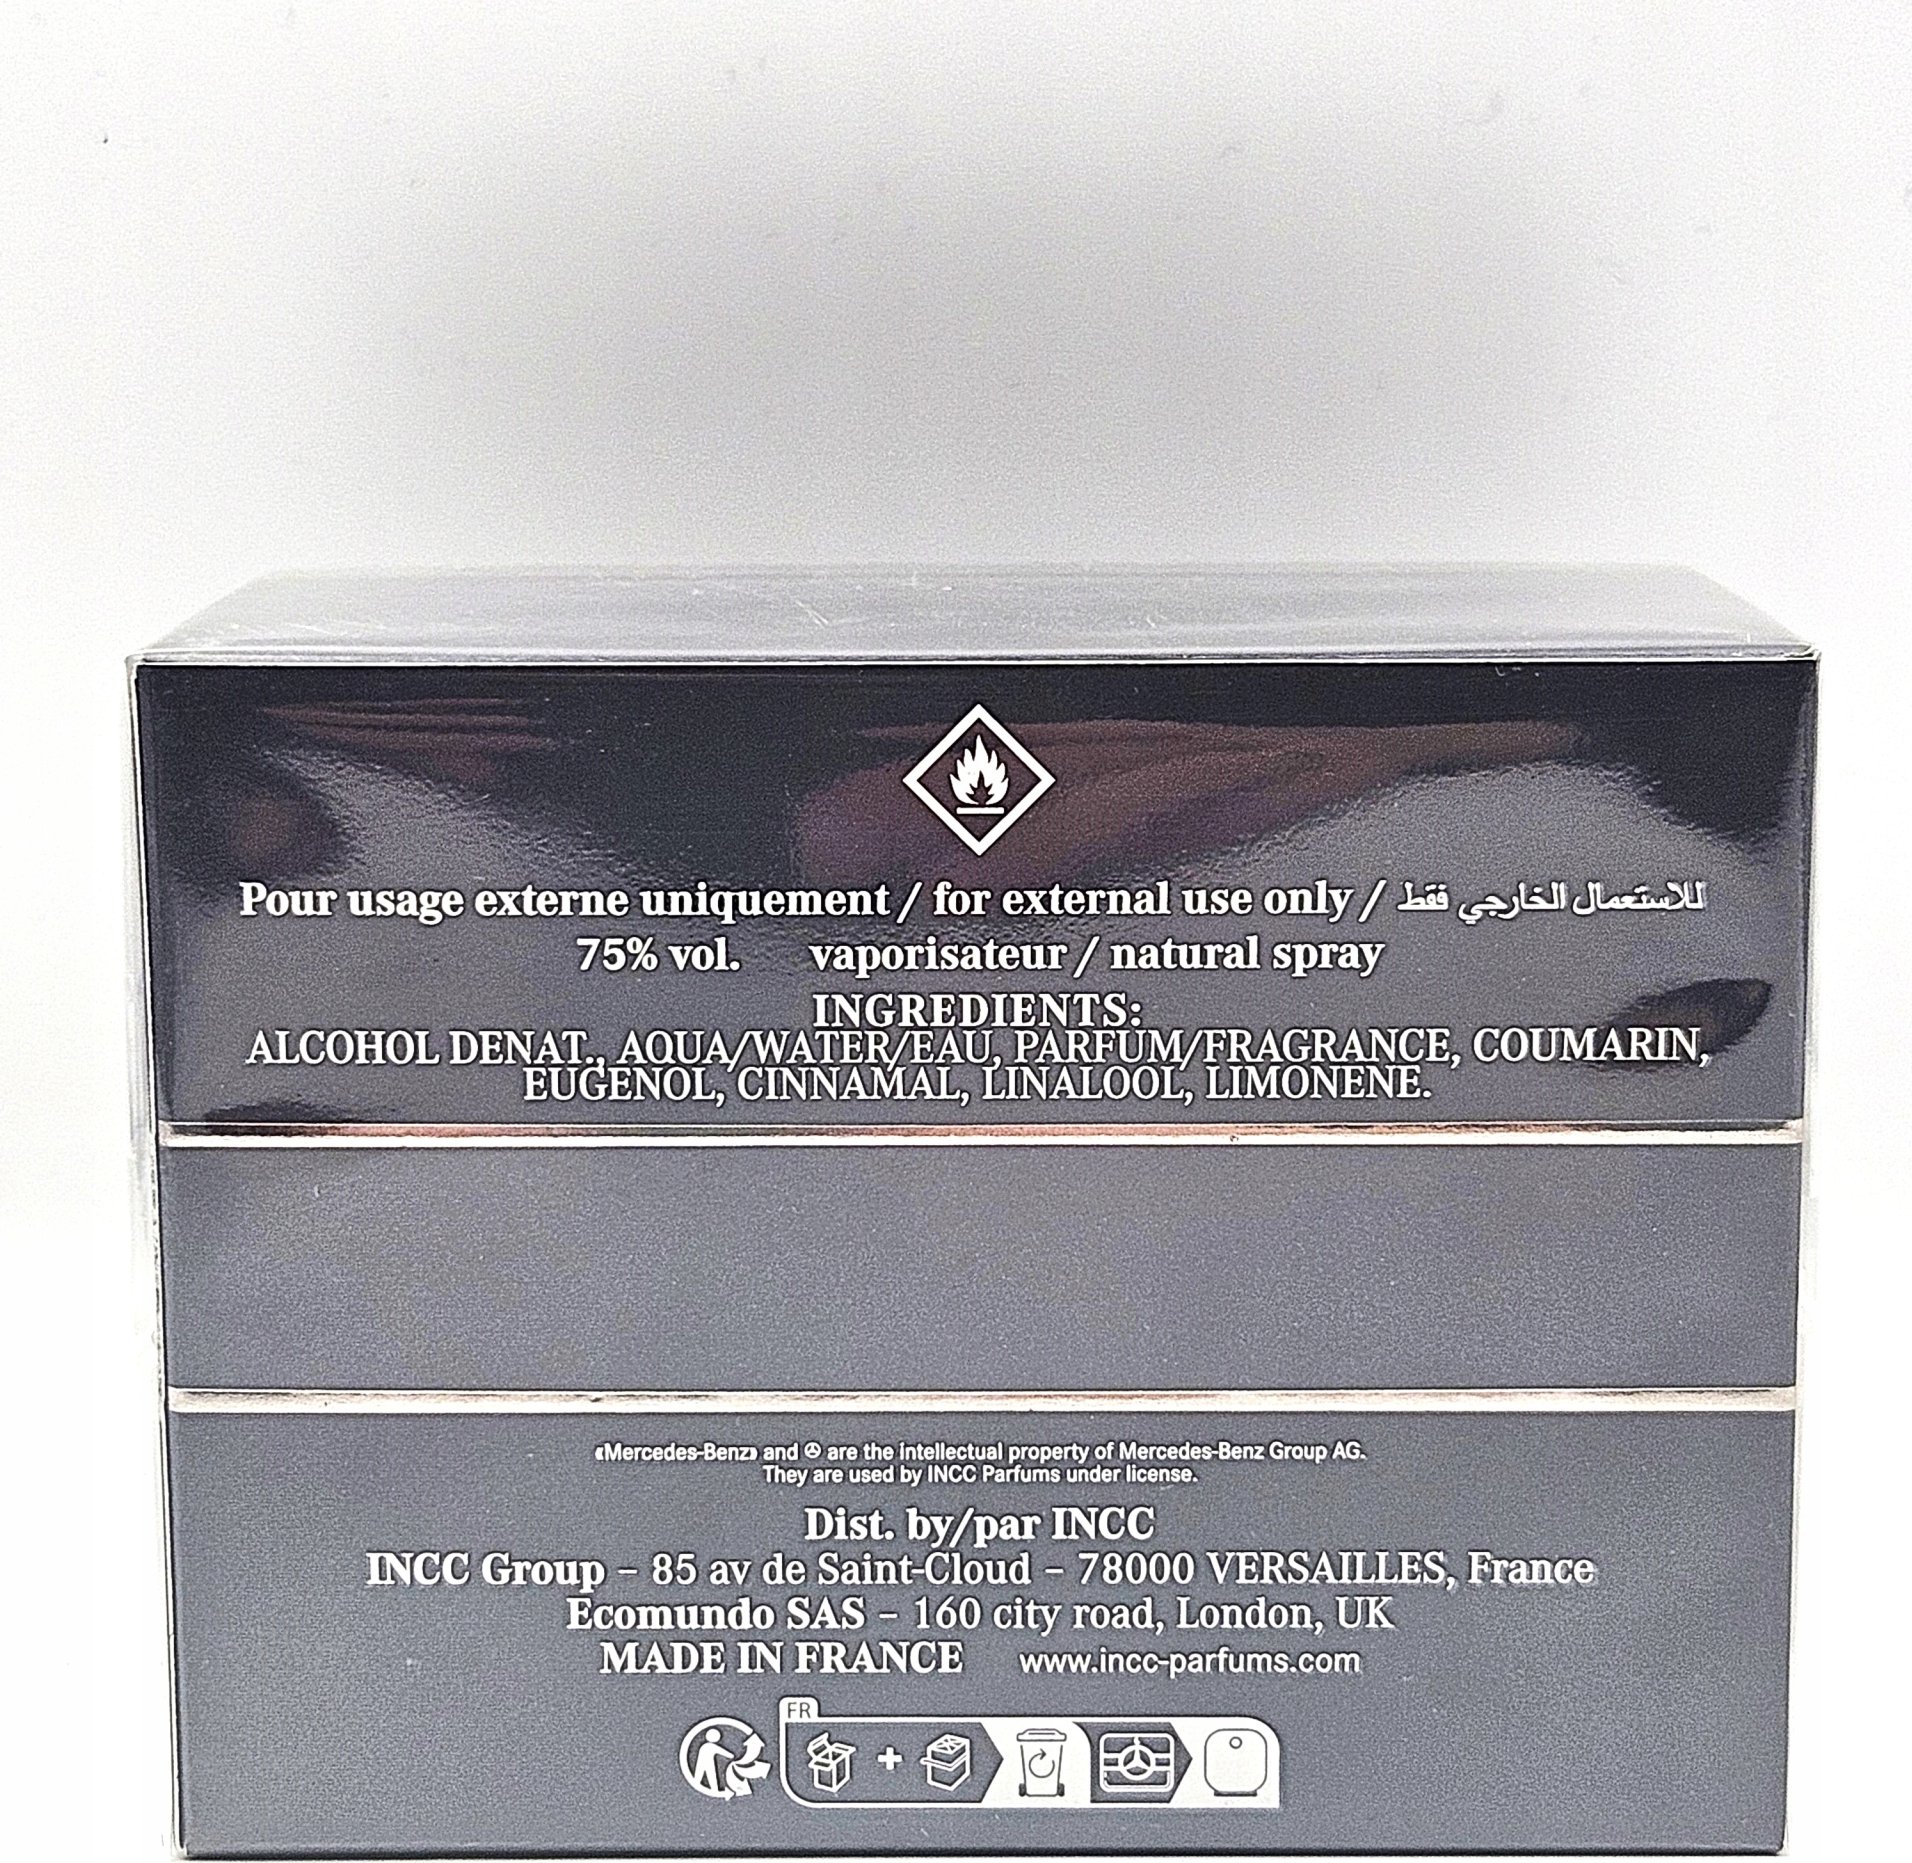 Pour usage externe uniquement / for external use only / للاستعمال الخارجي فقط
75% vol. vaporisateur / natural spray
INGREDIENTS:
ALCOHOL DENAT., AQUA/WATER/EAU, PARFUM/FRAGRANCE, COUMARIN,
EUGENOL, CINNAMAL, LINALOOL, LIMONENE.
«Mercedes-Benz» and are the intellectual property of Mercedes-Benz Group AG.
They are used by INCC Parfums under license.
Dist. by/par INCC
INCC Group – 85 av de Saint-Cloud – 78000 VERSAILLES, France
Ecomundo SAS – 160 city road, London, UK
MADE IN FRANCE www.incc-parfums.com
FR
+